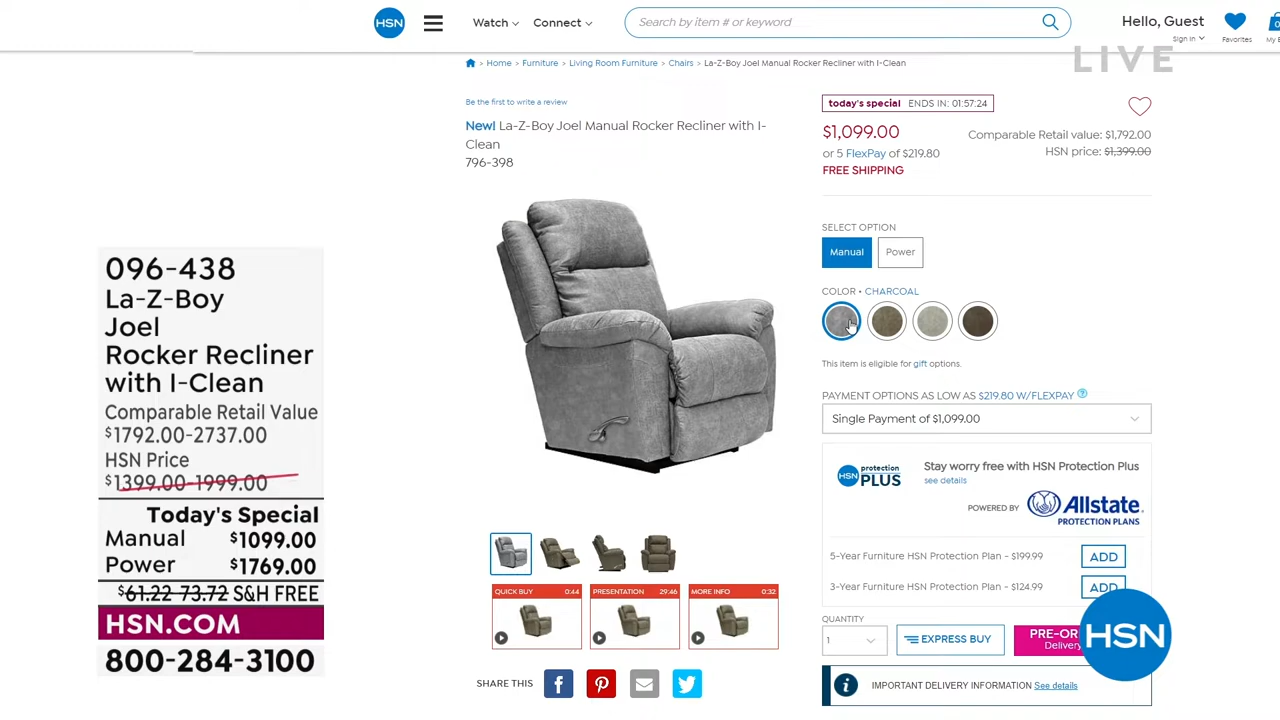 HSN
Watch
Connect
Search by item # or keyword
Hello, Guest
Sign In
Favorites
LIVE
> Home > Furniture > Living Room Furniture > Chairs > La-Z-Boy Joel Manual Rocker Recliner with I-Clean
Be the first to write a review
New! La-Z-Boy Joel Manual Rocker Recliner with I-
Clean
796-398
today's special ENDS IN: 01:57:24
$1,099.00
Comparable Retail value: $1,792.00
or 5 FlexPay of $219.80
HSN price: $1,399.00
FREE SHIPPING
SELECT OPTION
Manual
Power
COLOR • CHARCOAL
This item is eligible for gift options.
PAYMENT OPTIONS AS LOW AS $219.80 W/FLEXPAY ?
Single Payment of $1,099.00
HSN protection PLUS
Stay worry free with HSN Protection Plus
see details
POWERED BY Allstate.
PROTECTION PLANS
5-Year Furniture HSN Protection Plan - $199.99
ADD
3-Year Furniture HSN Protection Plan - $124.99
ADD
QUANTITY
1
EXPRESS BUY
PRE-OR
Delivery
HSN
i IMPORTANT DELIVERY INFORMATION See details
QUICK BUY 0:44
PRESENTATION 29:46
MORE INFO 0:32
SHARE THIS
096-438
La-Z-Boy
Joel
Rocker Recliner
with I-Clean
Comparable Retail Value
$1792.00-2737.00
HSN Price
$1399.00-1999.00
Today's Special
Manual $1099.00
Power $1769.00
$61.22-73.72 S&H FREE
HSN.COM
800-284-3100